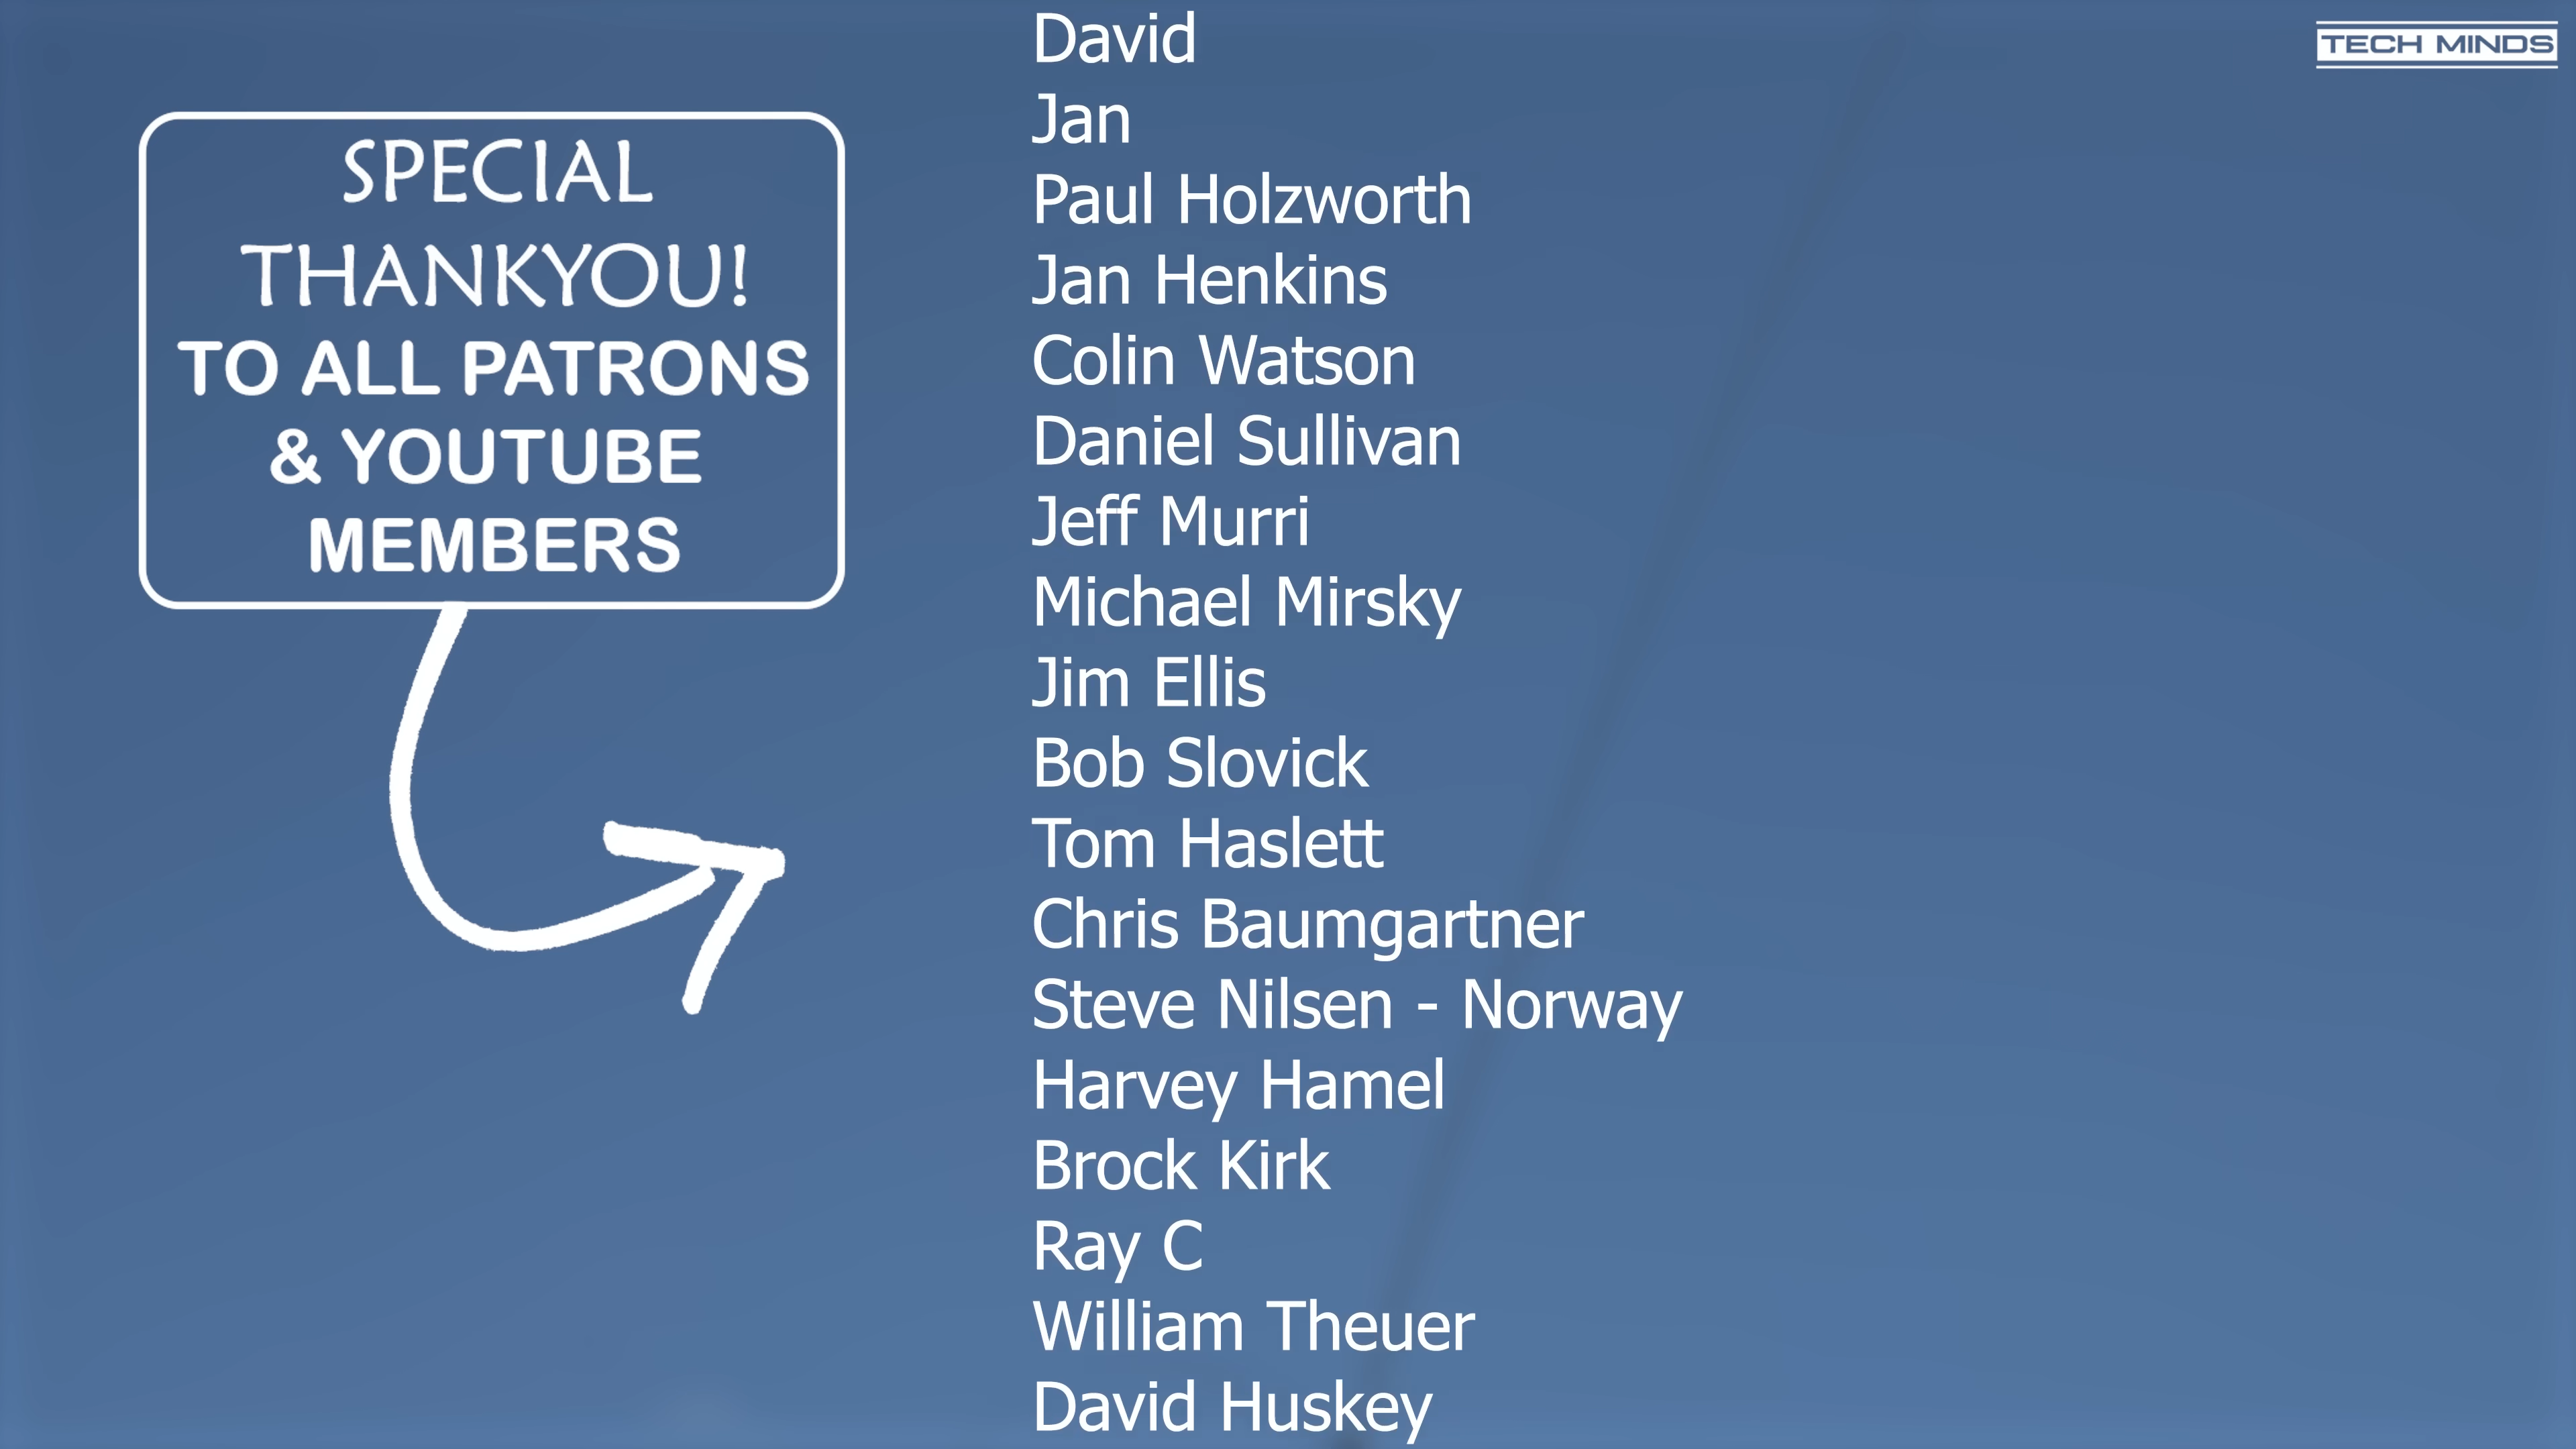 SPECIAL
THANKYOU!
TO ALL PATRONS
& YOUTUBE
MEMBERS
David
Jan
Paul Holzworth
Jan Henkins
Colin Watson
Daniel Sullivan
Jeff Murri
Michael Mirsky
Jim Ellis
Bob Slovick
Tom Haslett
Chris Baumgartner
Steve Nilsen - Norway
Harvey Hamel
Brock Kirk
Ray C
William Theuer
David Huskey
TECH MINDS